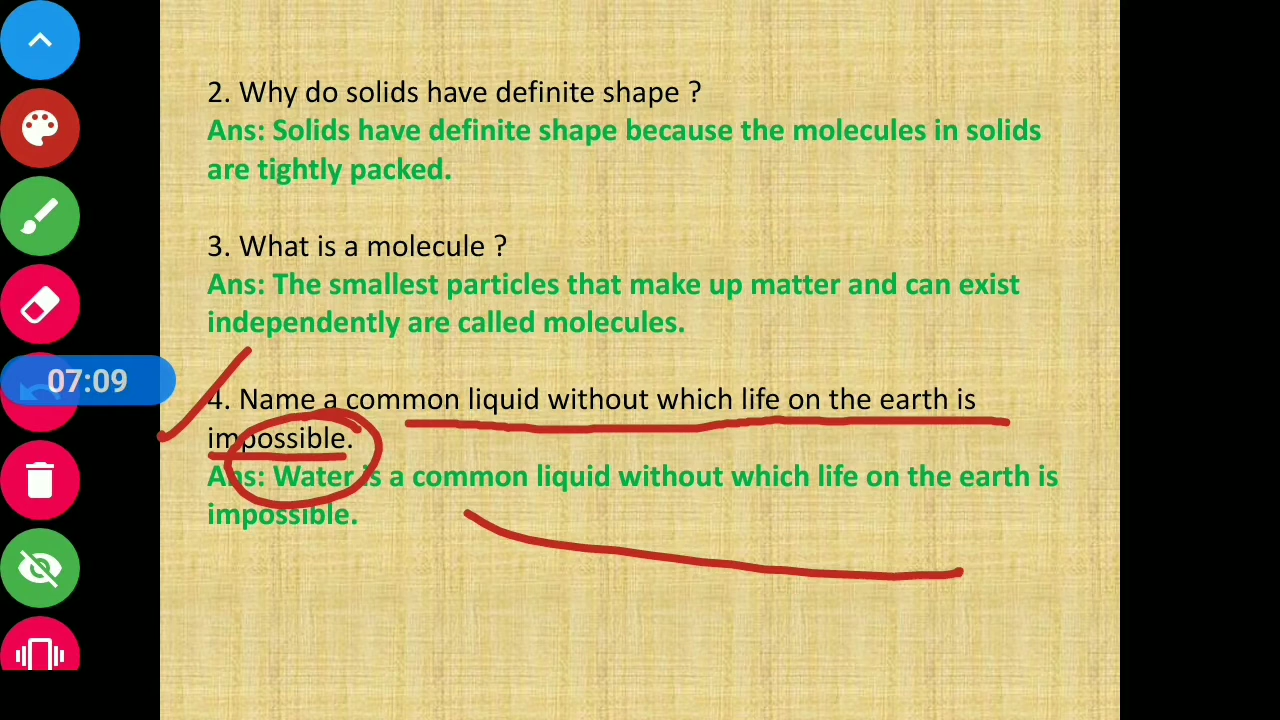 2. Why do solids have definite shape ?
Ans: Solids have definite shape because the molecules in solids
are tightly packed.
3. What is a molecule ?
Ans: The smallest particles that make up matter and can exist
independently are called molecules.
07:09
4. Name a common liquid without which life on the earth is
impossible.
Ans: Water is a common liquid without which life on the earth is
impossible.